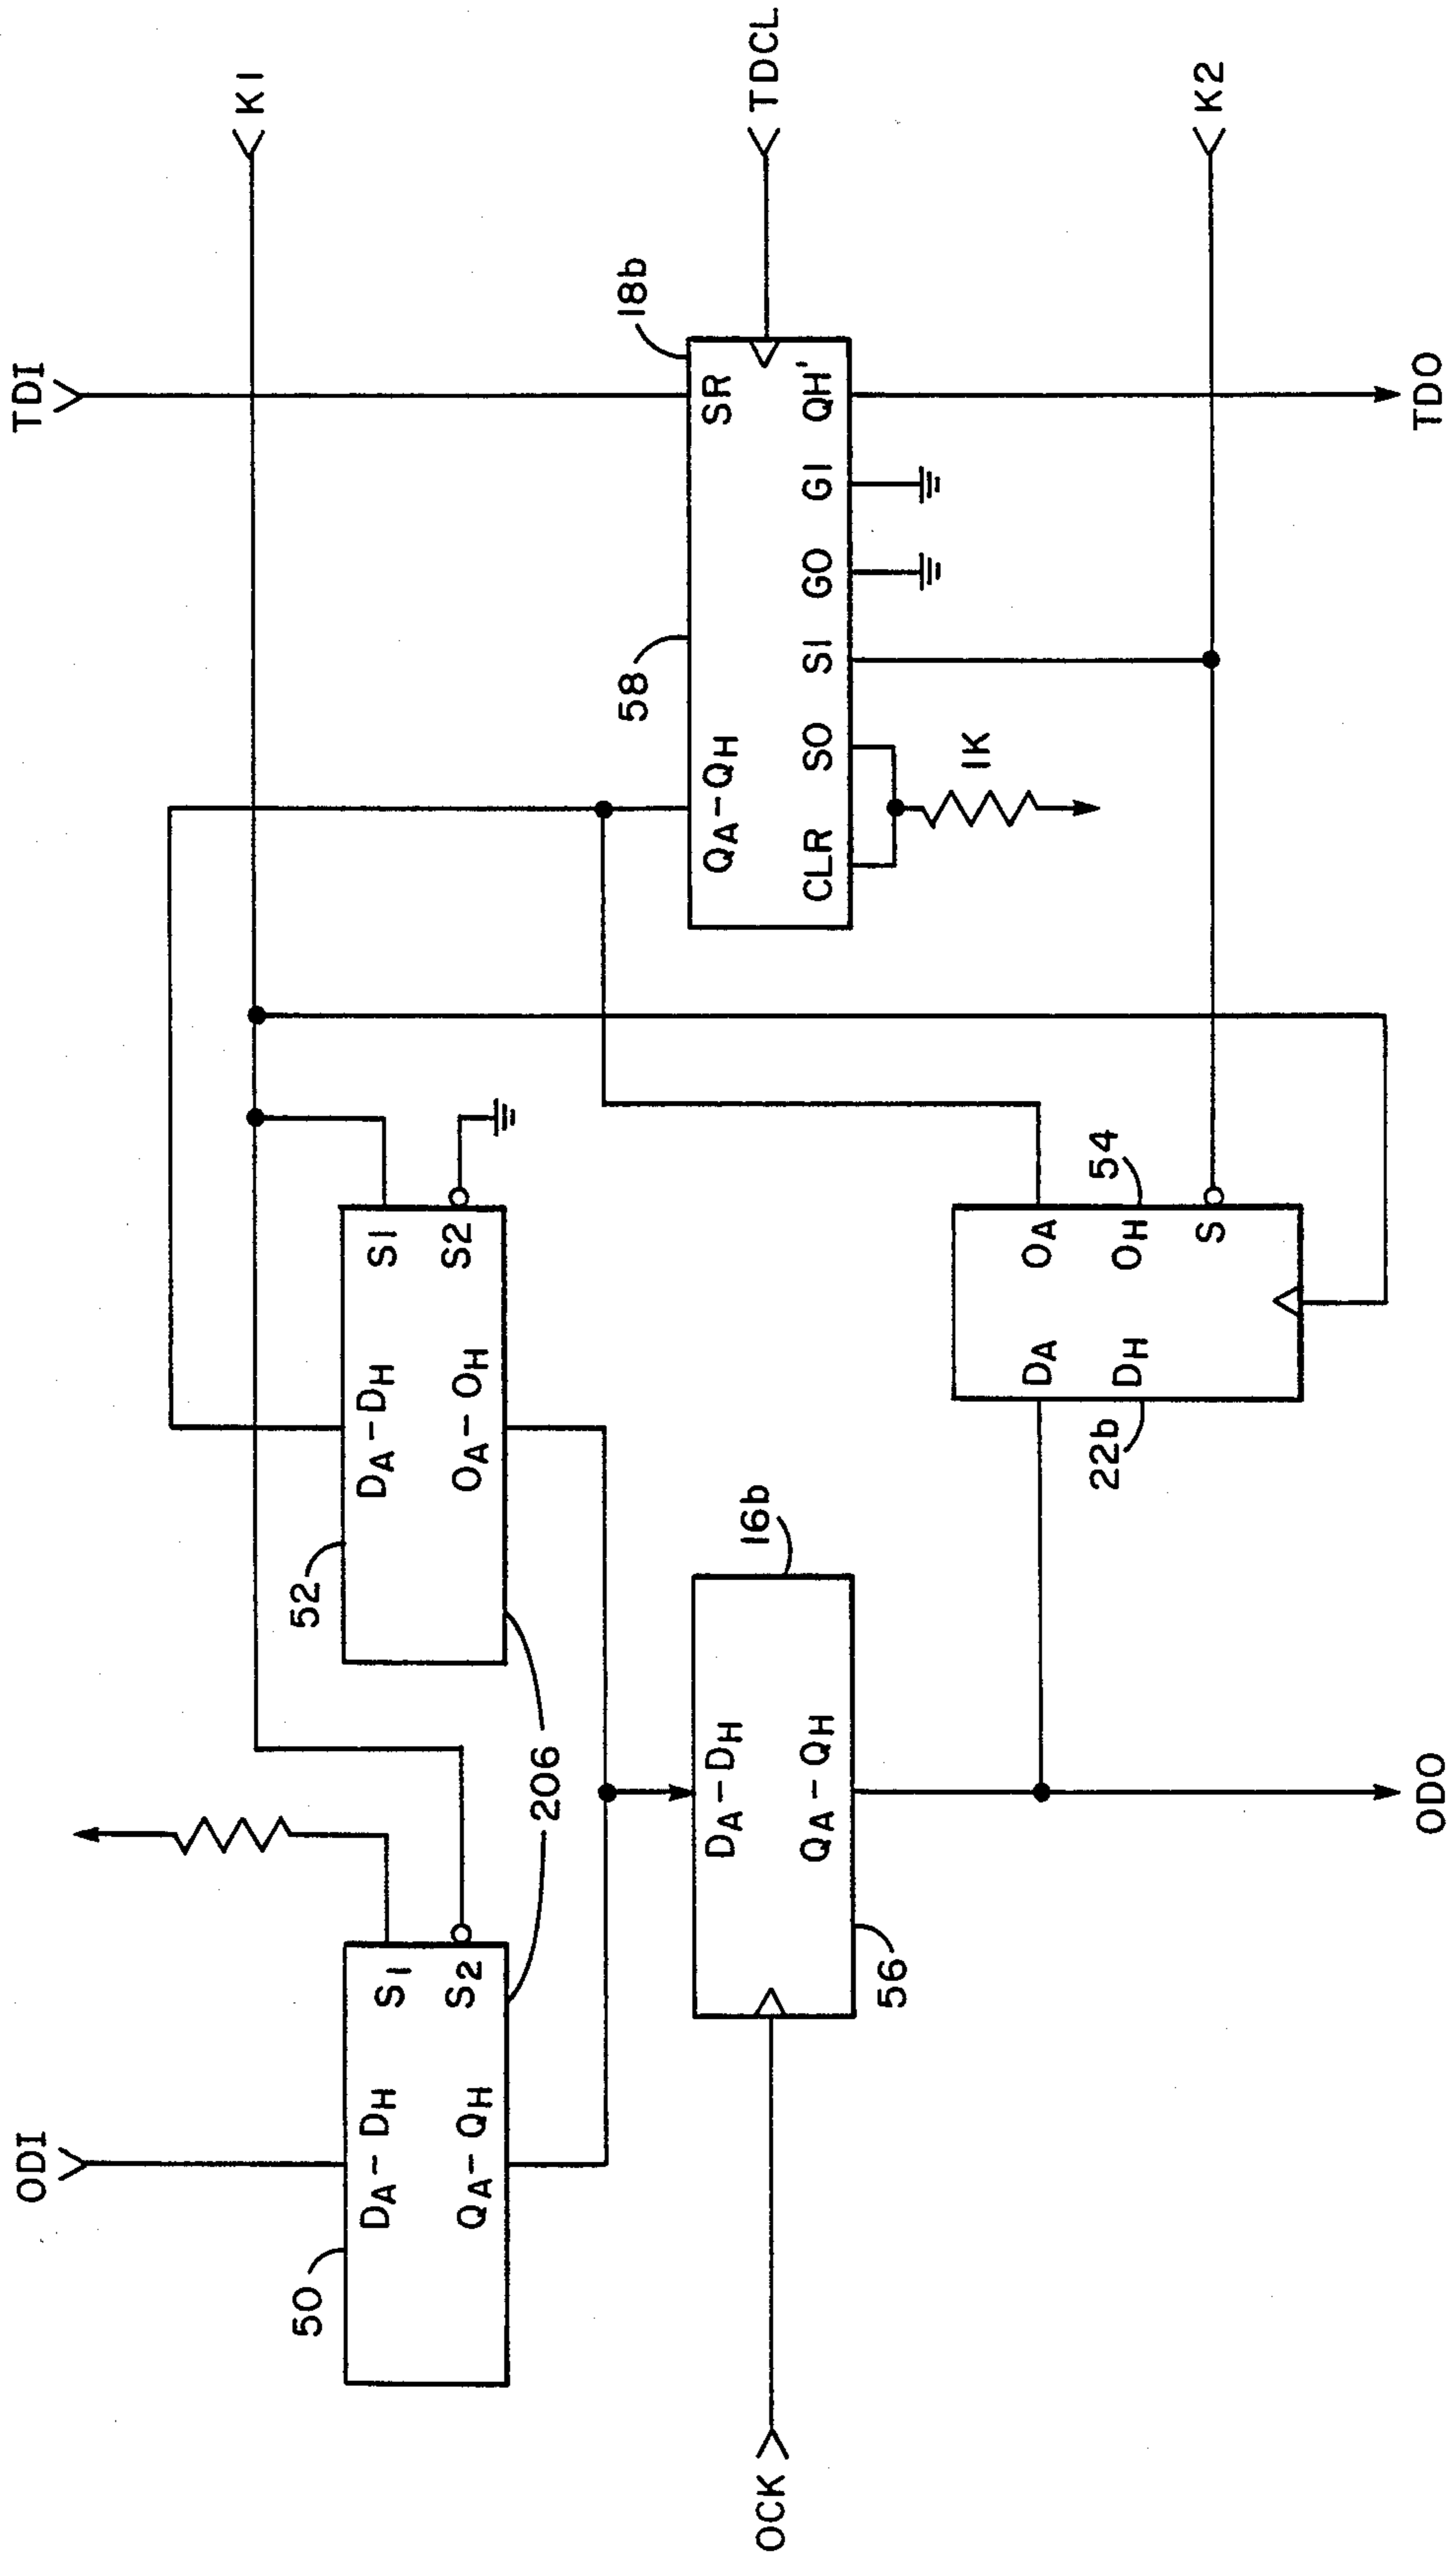 ODI
TDI
K1
50
DA-DH
S1
QA-QH
S2
206
52
DA-DH
S1
OA-OH
S2
58
18b
QA-QH
SR
CLR
SO
S1
GO
G1
QH'
TDCL
1K
OCK
DA-DH
QA-QH
16b
56
DA
OA
DH
OH
S
22b
54
K2
ODO
TDO